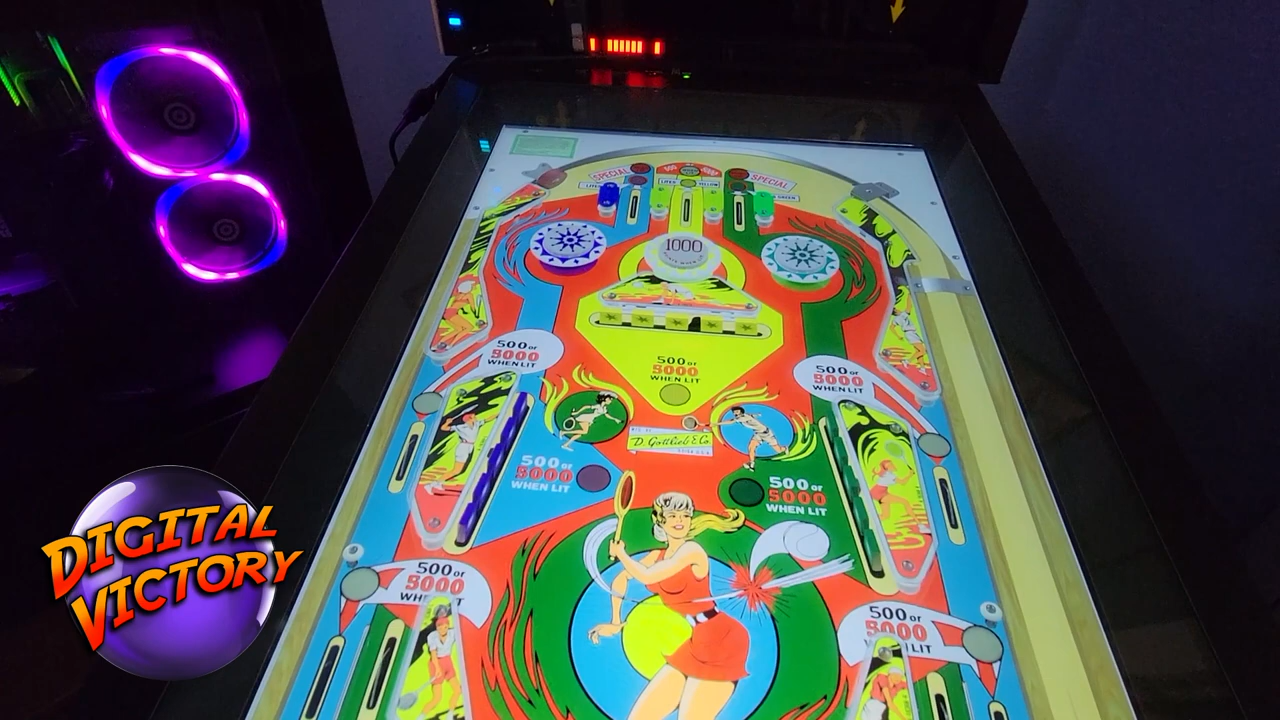 SPECIAL
SPECIAL
1000
500 or
5000
WHEN LIT
500 or
5000
WHEN LIT
500 or
5000
WHEN LIT
D. Gottlieb & Co.
500 or
5000
WHEN LIT
500 or
5000
WHEN LIT
DIGITAL
VICTORY
500 or
5000
500 or
5000